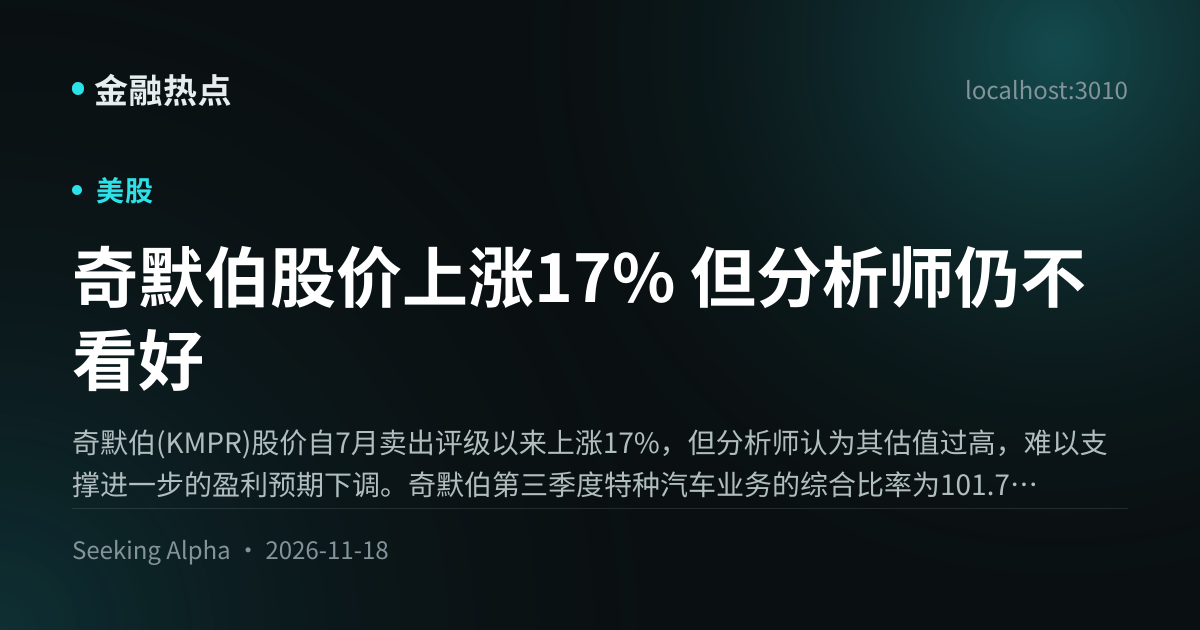 金融热点
localhost:3010
美股
奇默伯股价上涨17% 但分析师仍不
看好
奇默伯(KMPR)股价自7月卖出评级以来上涨17%，但分析师认为其估值过高，难以支
撑进一步的盈利预期下调。奇默伯第三季度特种汽车业务的综合比率为101.7…
Seeking Alpha · 2026-11-18